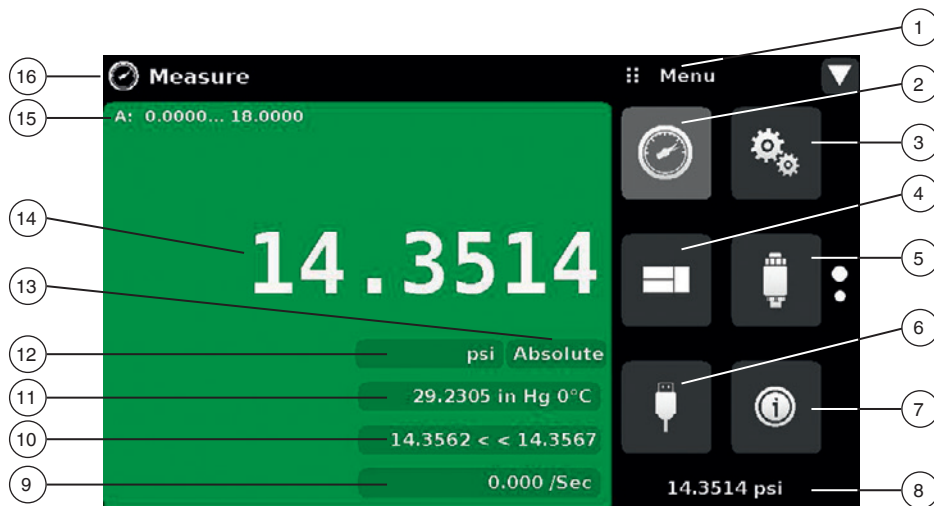 1
16 Measure Menu
2
15 A: 0.0000... 18.0000
3
4
14 14.3514
5
13
6
12 psi Absolute
11 29.2305 in Hg 0°C
7
10 14.3562 < < 14.3567
9 0.000 /Sec
14.3514 psi 8